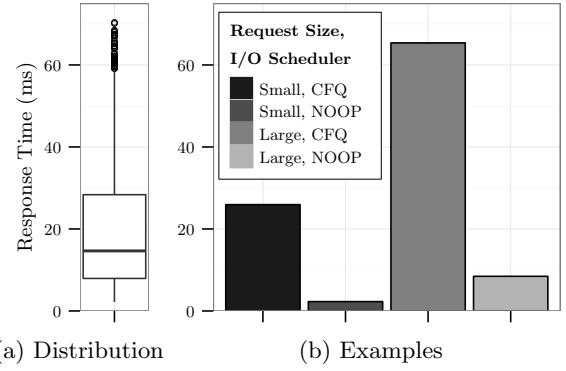 Response Time (ms)
60
40
20
0
60
40
20
0
Request Size,
I/O Scheduler
Small, CFQ
Small, NOOP
Large, CFQ
Large, NOOP
a) Distribution
(b) Examples